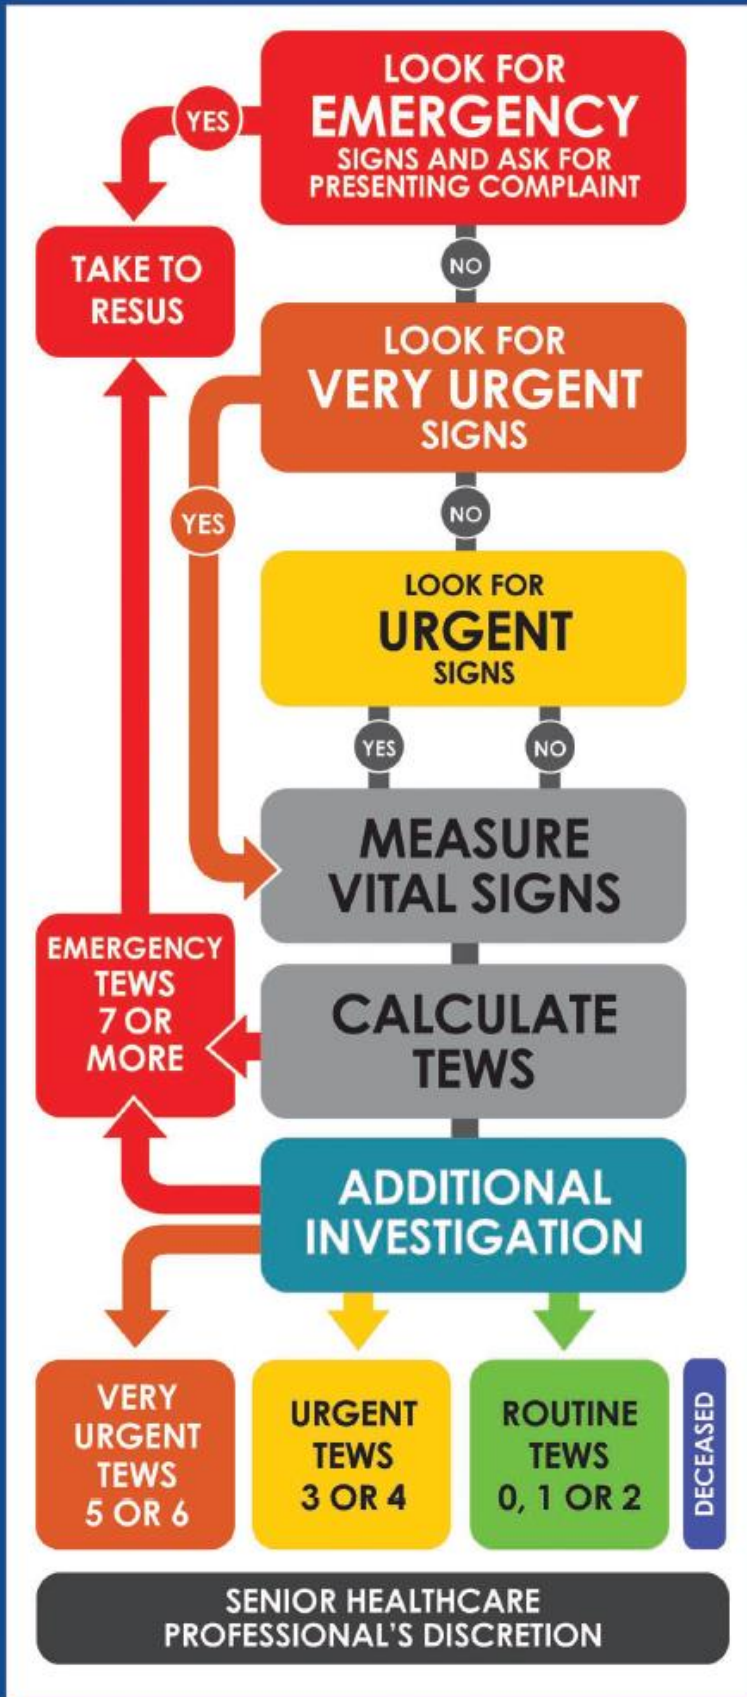 LOOK FOR
EMERGENCY
SIGNS AND ASK FOR
PRESENTING COMPLAINT
YES
TAKE TO
RESUS
NO
LOOK FOR
VERY URGENT
SIGNS
YES
NO
LOOK FOR
URGENT
SIGNS
YES
NO
MEASURE
VITAL SIGNS
EMERGENCY
TEWS
7 OR
MORE
CALCULATE
TEWS
ADDITIONAL
INVESTIGATION
VERY
URGENT
TEWS
5 OR 6
URGENT
TEWS
3 OR 4
ROUTINE
TEWS
0, 1 OR 2
DECEASED
SENIOR HEALTHCARE
PROFESSIONAL'S DISCRETION